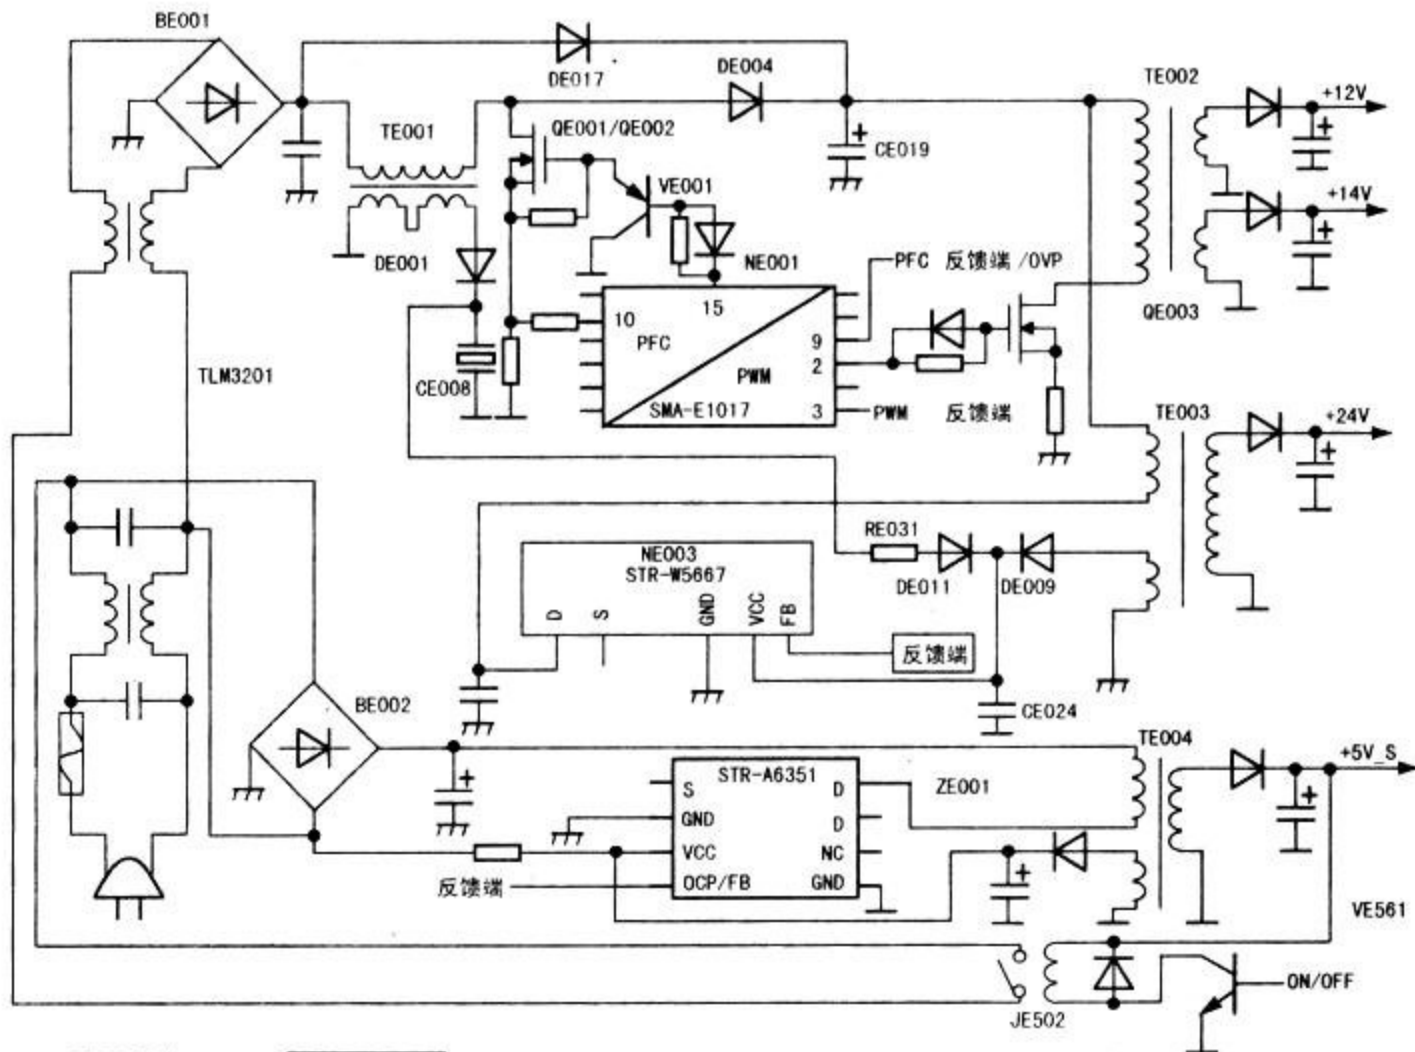 BE001
DE017
DE004
TE002
+12V
TE001
QE001/QE002
CE019
VE001
+14V
DE001
NE001
PFC 反馈端 /OVP
QE003
10
15
PFC
9
PWM
2
TLM3201
CE008
SMA-E1017
3
PWM 反馈端
TE003
+24V
RE031
NE003
STR-W5667
DE011
DE009
D
S
GND
VCC
FB
反馈端
BE002
CE024
TE004
STR-A6351
+5V_S
S
D
ZE001
GND
D
VCC
NC
反馈端
OCP/FB
GND
VE561
ON/OFF
JE502